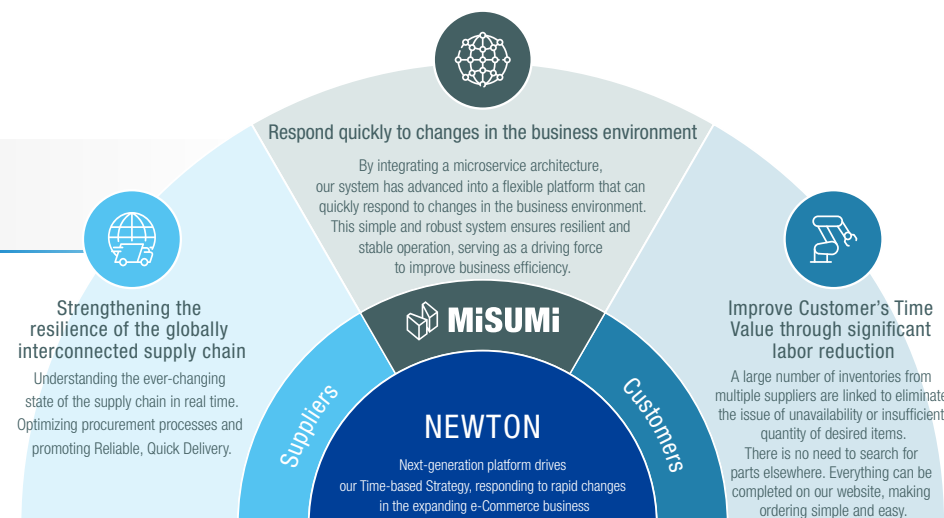 Respond quickly to changes in the business environment
By integrating a microservice architecture,
our system has advanced into a flexible platform that can
quickly respond to changes in the business environment.
This simple and robust system ensures resilient and
stable operation, serving as a driving force
to improve business efficiency.
Strengthening the
resilience of the globally
interconnected supply chain
Understanding the ever-changing
state of the supply chain in real time.
Optimizing procurement processes and
promoting Reliable, Quick Delivery.
MiSUMi
Suppliers
Customers
NEWTON
Next-generation platform drives
our Time-based Strategy, responding to rapid changes
in the expanding e-Commerce business
Improve Customer's Time
Value through significant
labor reduction
A large number of inventories from
multiple suppliers are linked to eliminate
the issue of unavailability or insufficient
quantity of desired items.
There is no need to search for
parts elsewhere. Everything can be
completed on our website, making
ordering simple and easy.